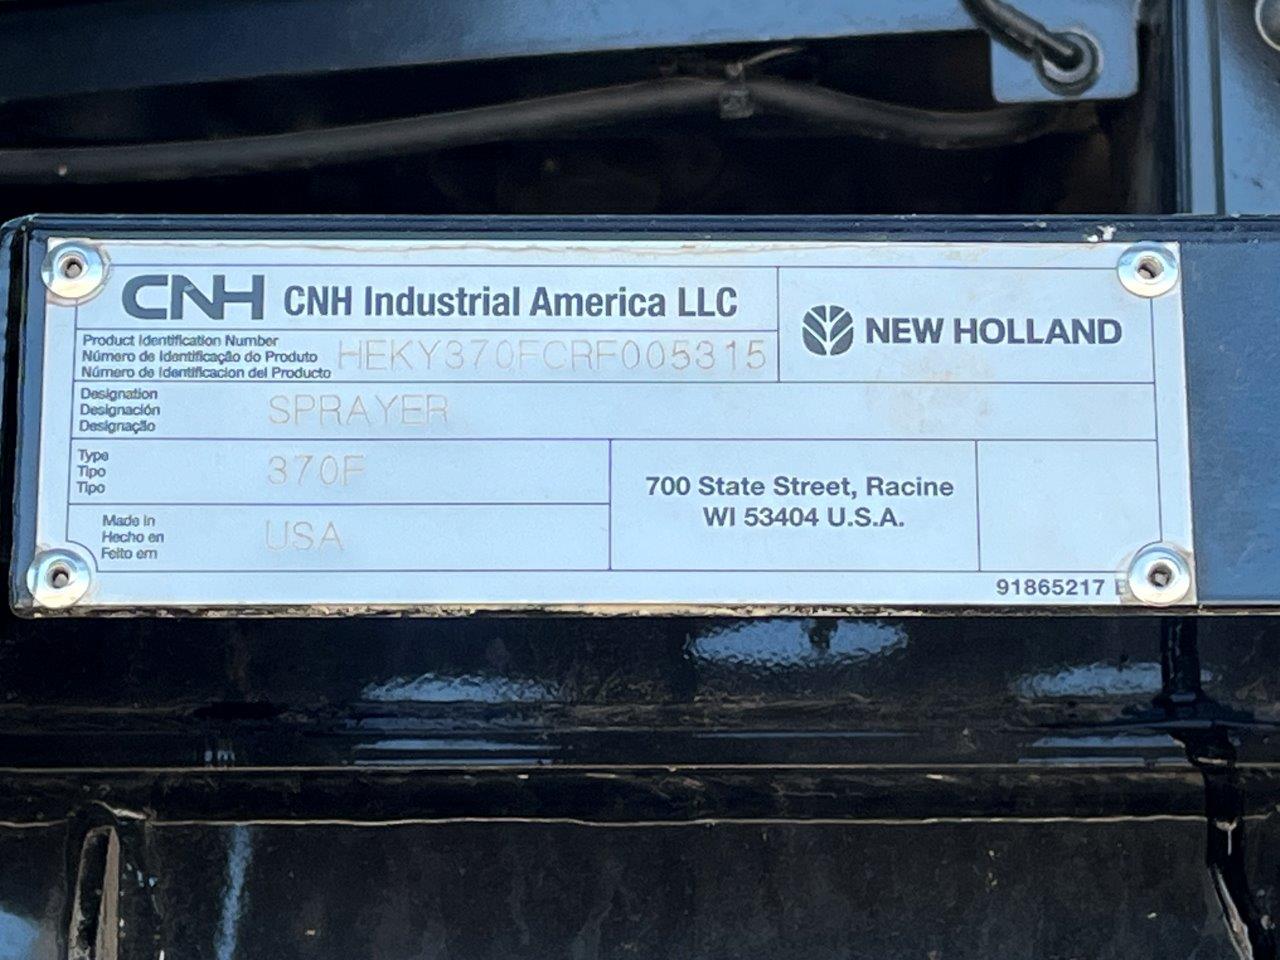 CNH CNH Industrial America LLC
NEW HOLLAND
Product Identification Number
Número de Identificação do Produto
Número de Identificacion del Producto
HEKY370FCRF005315
Designation
Designación
Designação
SPRAYER
Type
Tipo
Tipo
370F
Made in
Hecho en
Feito em
USA
700 State Street, Racine
WI 53404 U.S.A.
91865217